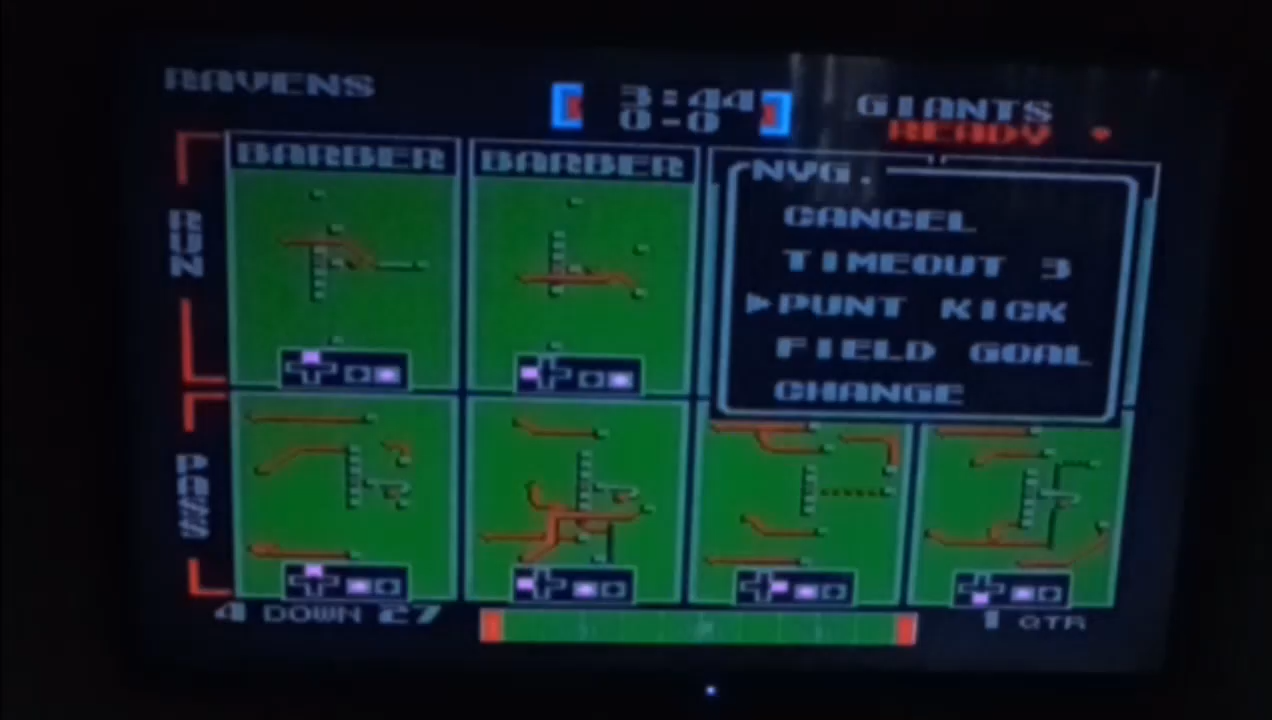 RAVENS
3:44
0-0
GIANTS
READY
BARBER
BARBER
NVG.
CANCEL
TIMEOUT 3
PUNT KICK
FIELD GOAL
CHANGE
RUN
PASS
4 DOWN 27
1 QTR